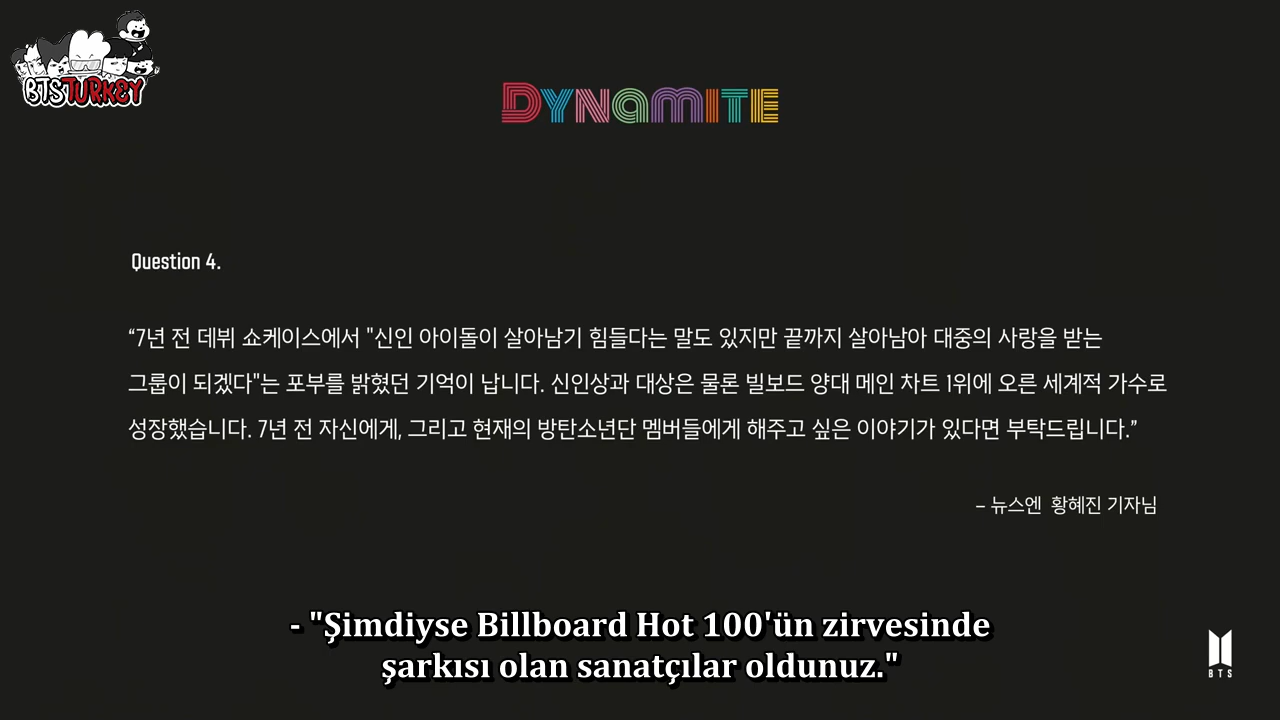 BTSTURKEY
DYNAMITE
Question 4.
“7년 전 데뷔 쇼케이스에서 "신인 아이돌이 살아남기 힘들다는 말도 있지만 끝까지 살아남아 대중의 사랑을 받는
그룹이 되겠다"는 포부를 밝혔던 기억이 납니다. 신인상과 대상은 물론 빌보드 양대 메인 차트 1위에 오른 세계적 가수로
성장했습니다. 7년 전 자신에게, 그리고 현재의 방탄소년단 멤버들에게 해주고 싶은 이야기가 있다면 부탁드립니다.”
– 뉴스엔 황혜진 기자님
- "Şimdiyse Billboard Hot 100'ün zirvesinde
şarkısı olan sanatçılar oldunuz."
BTS